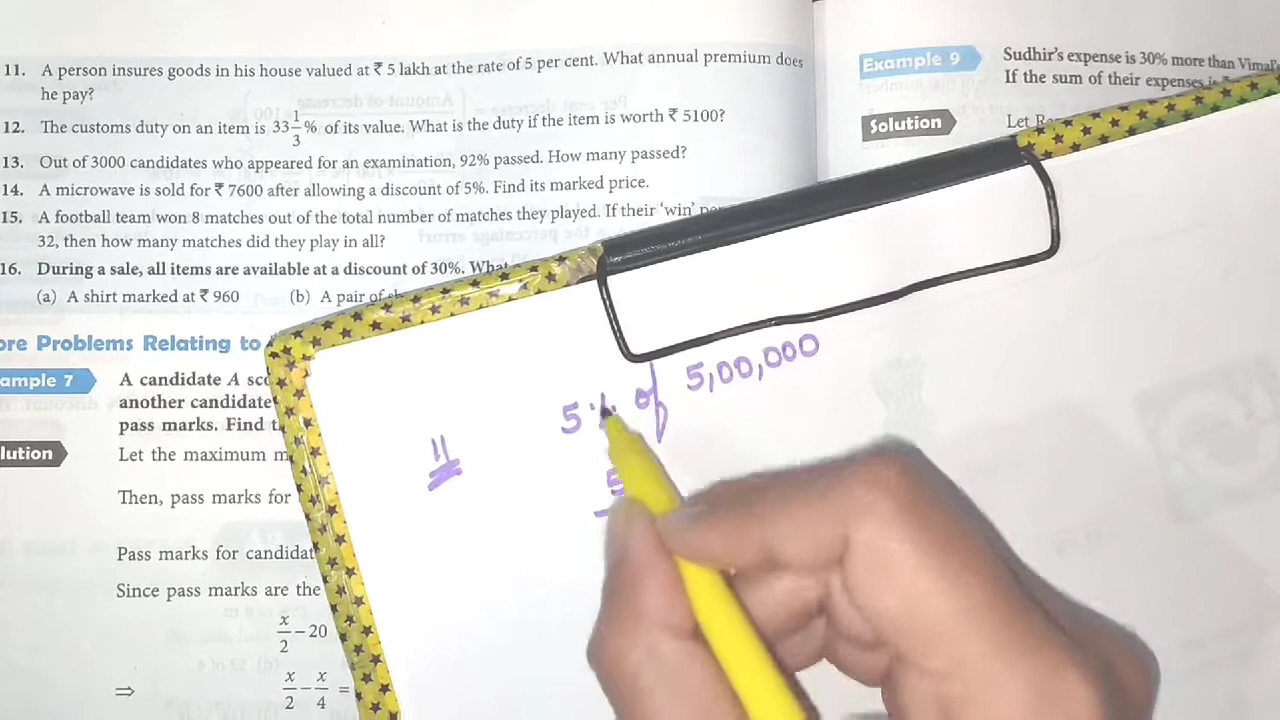 11. A person insures goods in his house valued at ₹ 5 lakh at the rate of 5 per cent. What annual premium does
he pay?
12. The customs duty on an item is 33 1/3 % of its value. What is the duty if the item is worth ₹ 5100?
13. Out of 3000 candidates who appeared for an examination, 92% passed. How many passed?
14. A microwave is sold for ₹ 7600 after allowing a discount of 5%. Find its marked price.
15. A football team won 8 matches out of the total number of matches they played. If their 'win'
32, then how many matches did they play in all?
16. During a sale, all items are available at a discount of 30%.
(a) A shirt marked at ₹ 960 (b) A pair of
ore Problems Relating to
ample 7 A candidate A
another candidate
pass marks. Find
lution Let the maximum
Then, pass marks for
Pass marks for
Since pass marks are the
x/2 - 20
⇒ x/2 - x/4 =
Example 9 Sudhir's expense is 30% more than
If the sum of their expenses
Solution Let
11 5% of 5,00,000
5